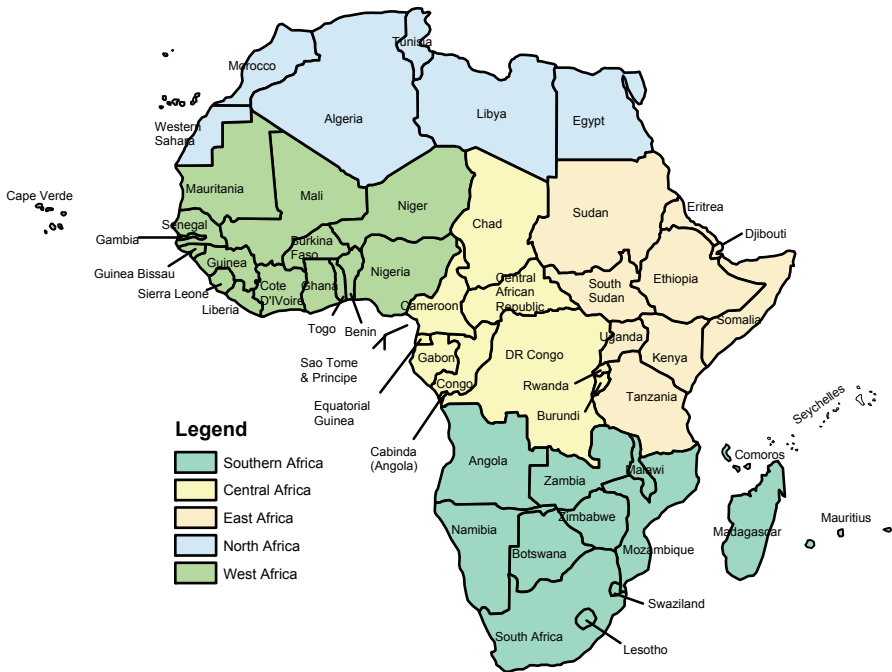 Tunisia
Morocco
Algeria
Libya
Egypt
Western
Sahara
Mauritania
Mali
Niger
Chad
Sudan
Eritrea
Cape Verde
Senegal
Gambia
Djibouti
Burkina
Faso
Guinea
Guinea Bissau
Nigeria
Cote
D'IVoire
Ghana
Sierra Leone
Liberia
Central
African
Republic
South
Sudan
Ethiopia
Somalia
Cameroon
Togo
Benin
Uganda
Kenya
Sao Tome
& Principe
Gabon
Congo
DR Congo
Rwanda
Burundi
Tanzania
Equatorial
Guinea
Seychelles
Cabinda
(Angola)
Comoros
Angola
Zambia
Malawi
Namibia
Zimbabwe
Botswana
Mozambique
Madagascar
Mauritius
Swaziland
South Africa
Lesotho
Legend
Southern Africa
Central Africa
East Africa
North Africa
West Africa